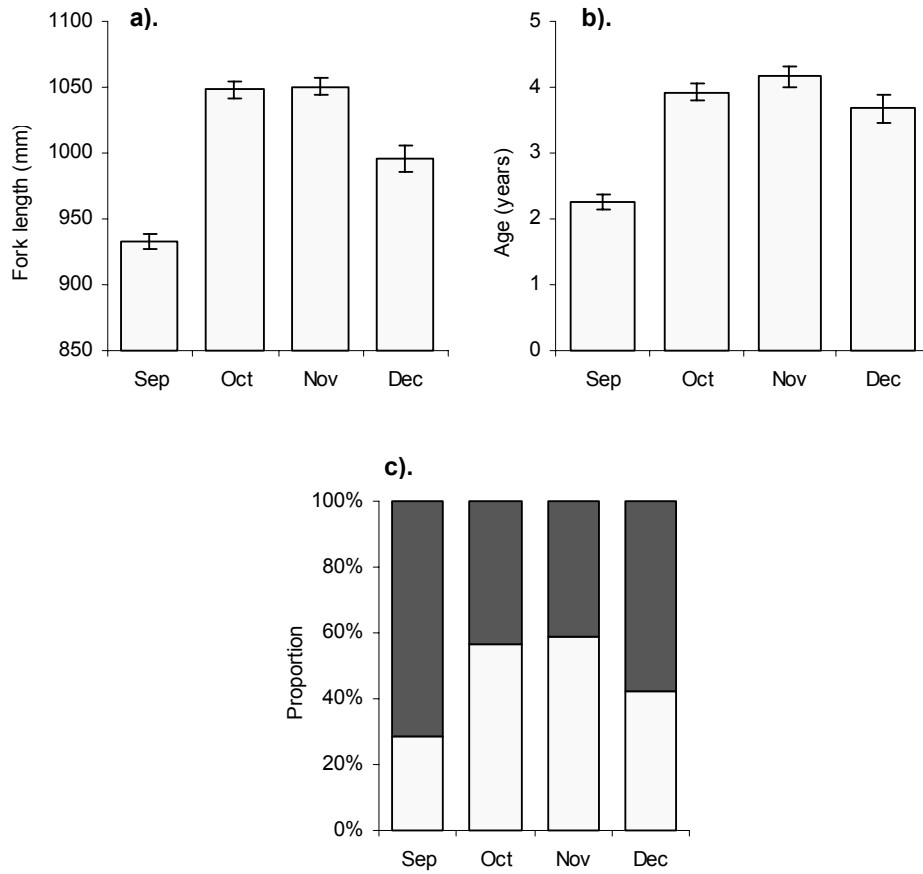 a).
Fork length (mm)
1100
1050
1000
950
900
850
Sep Oct Nov Dec
b).
Age (years)
5
4
3
2
1
0
Sep Oct Nov Dec
c).
Proportion
100%
80%
60%
40%
20%
0%
Sep Oct Nov Dec